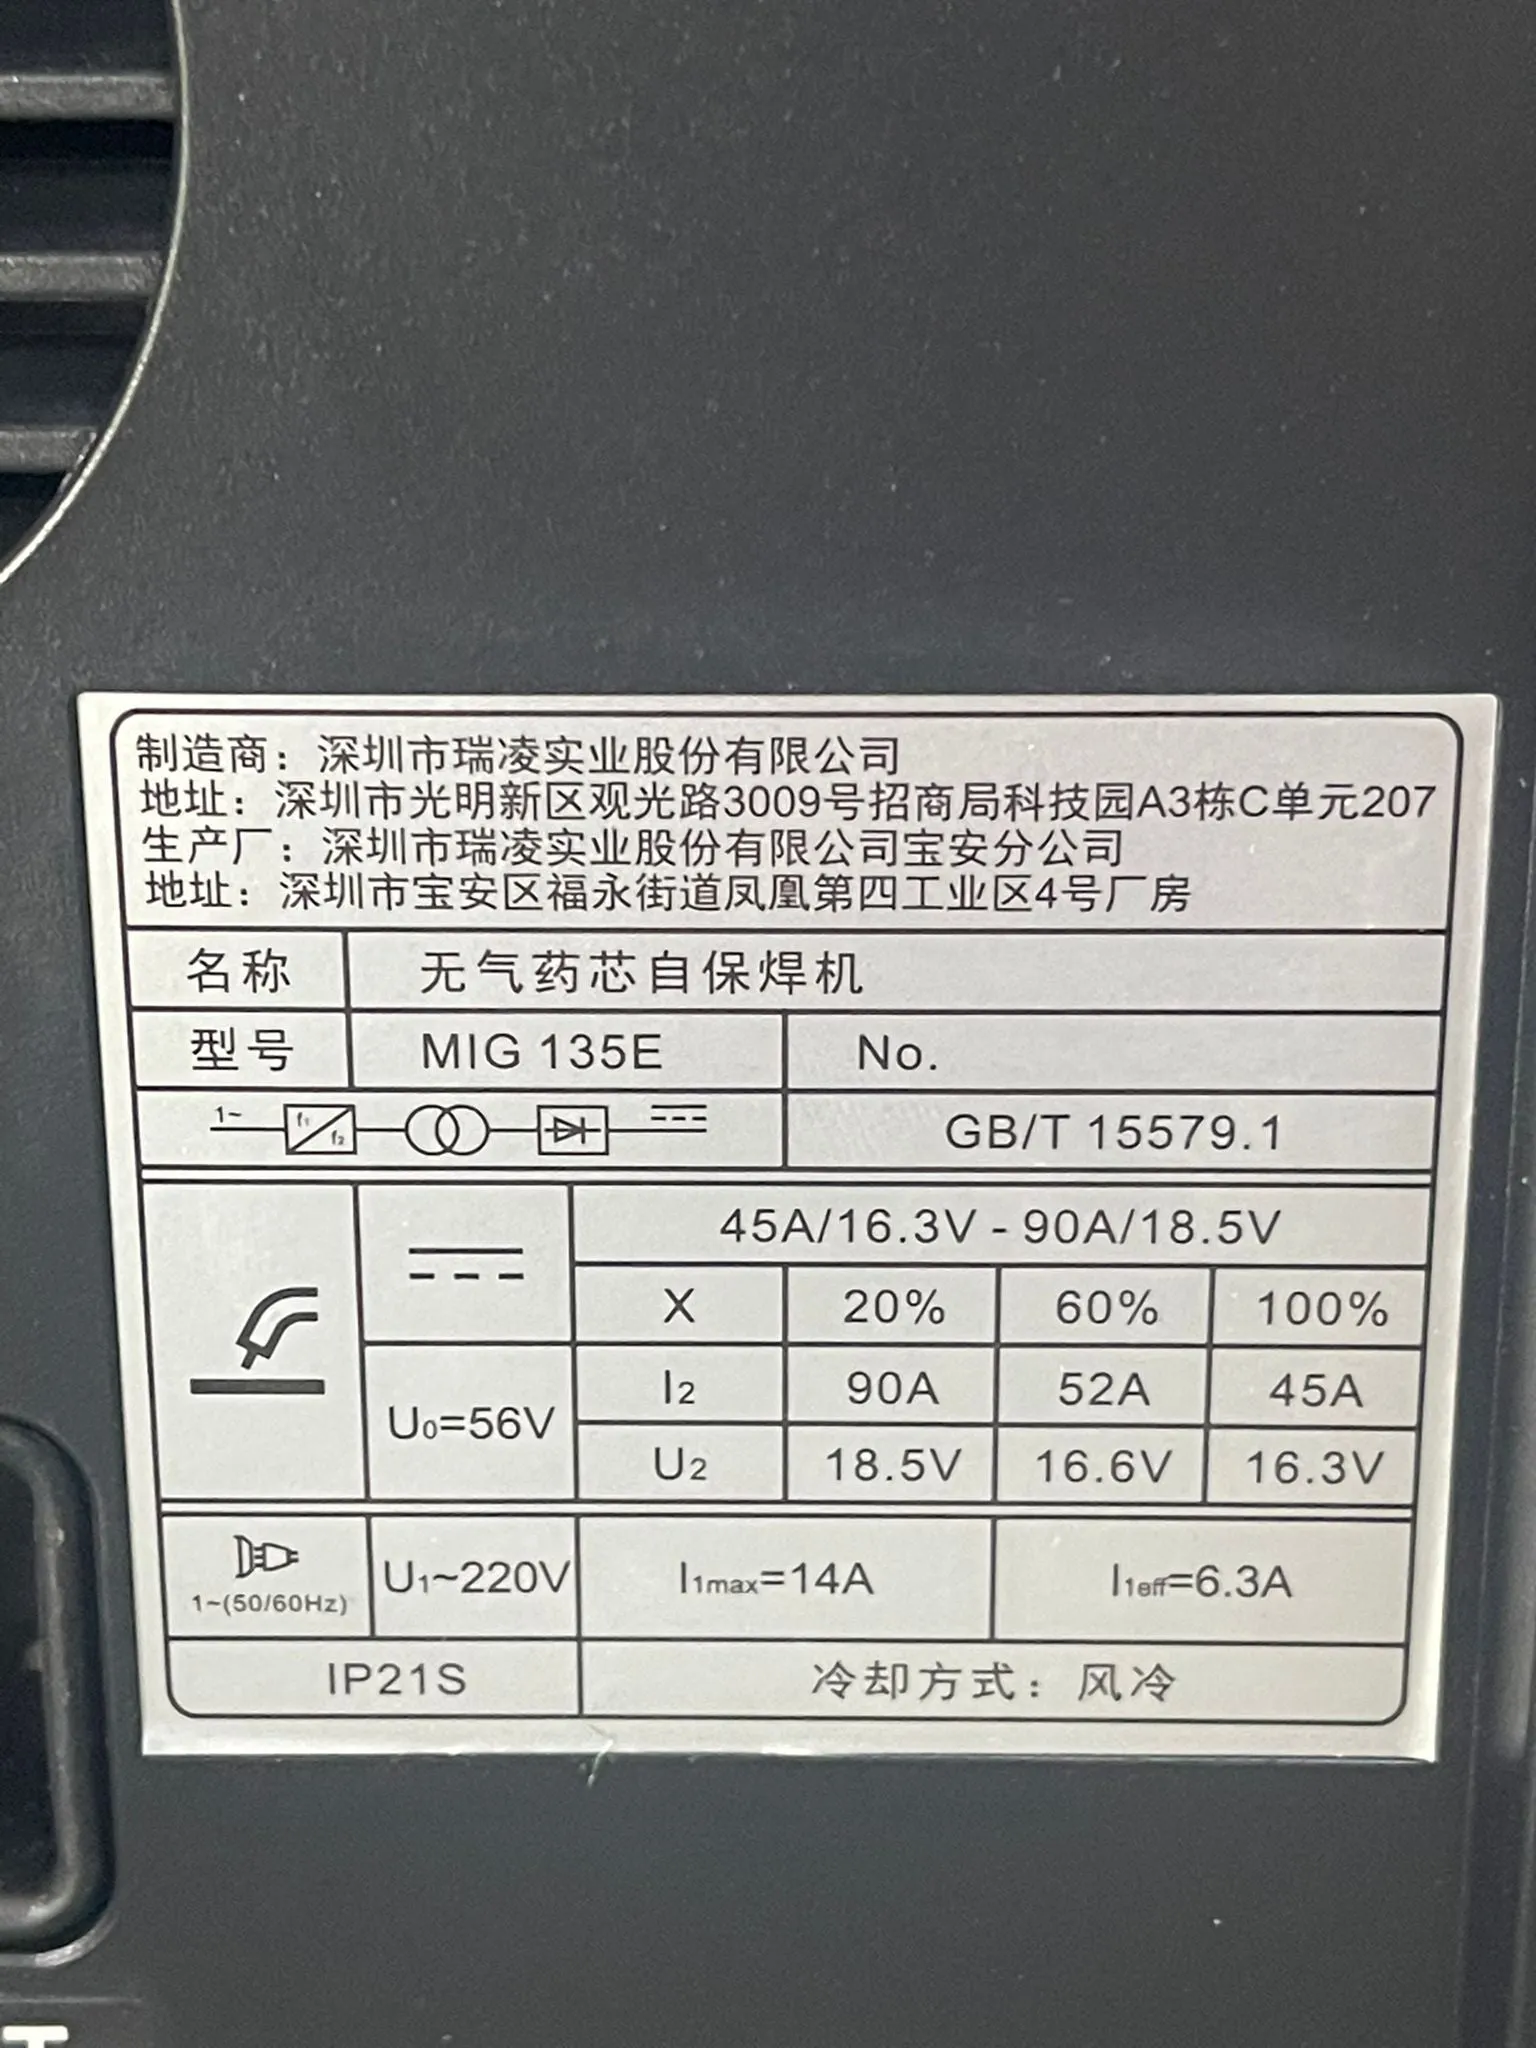 制造商：深圳市瑞凌实业股份有限公司
地址：深圳市光明新区观光路3009号招商局科技园A3栋C单元207
生产厂：深圳市瑞凌实业股份有限公司宝安分公司
地址：深圳市宝安区福永街道凤凰第四工业区4号厂房
名称 无气药芯自保焊机
型号 MIG 135E No.
1~ f1 f2 GB/T 15579.1
45A/16.3V - 90A/18.5V
X 20% 60% 100%
U0=56V I2 90A 52A 45A
U2 18.5V 16.6V 16.3V
1~(50/60Hz) U1~220V I1max=14A I1eff=6.3A
IP21S 冷却方式：风冷
T